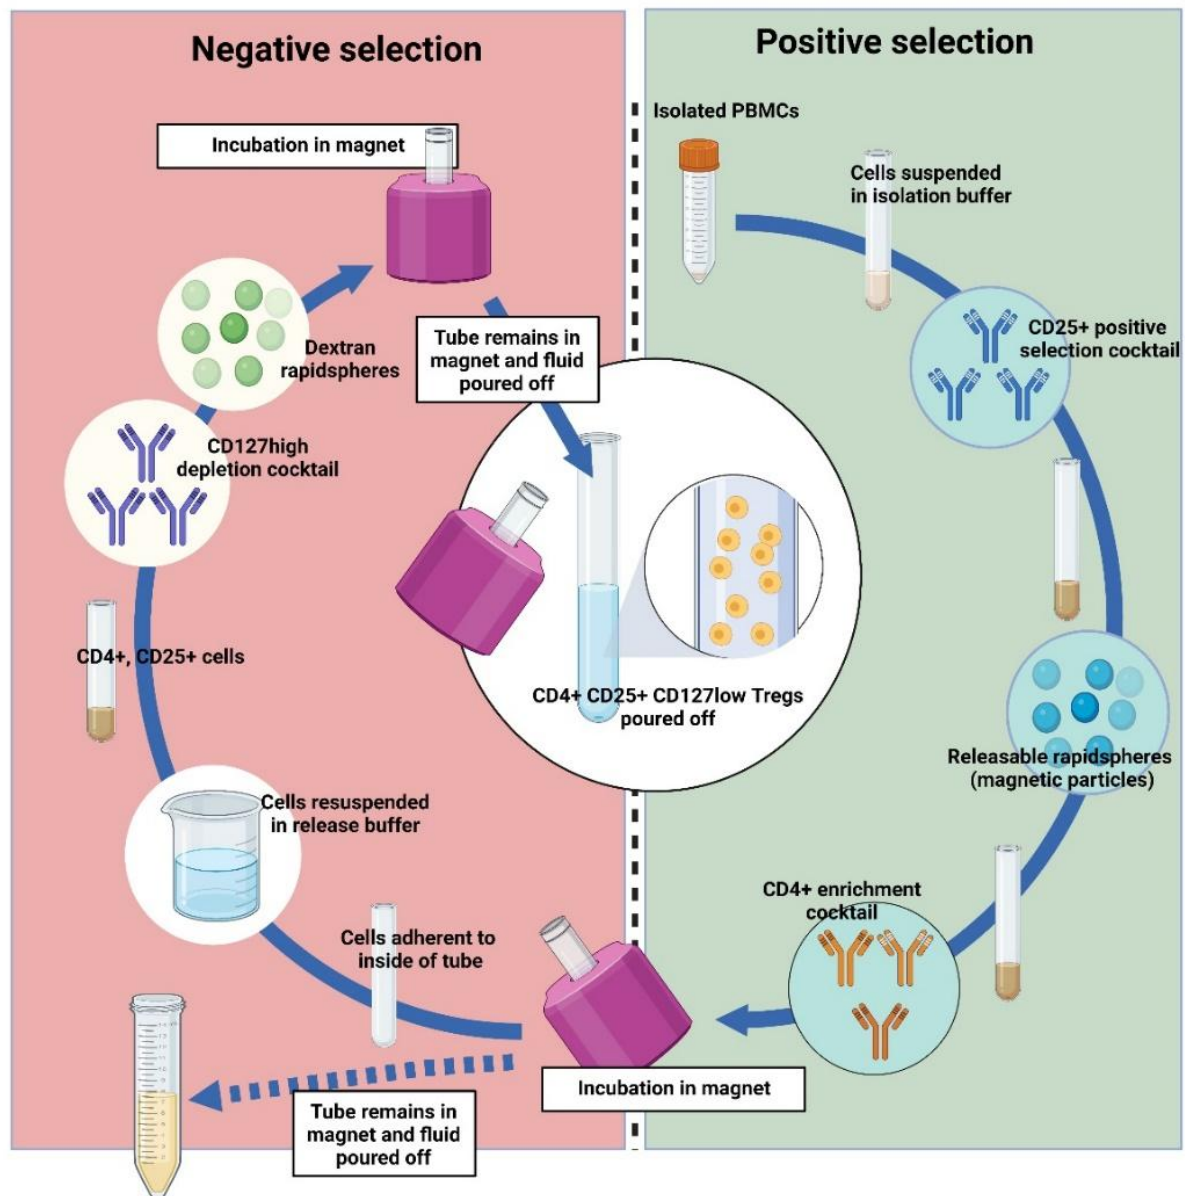 Negative selection
Positive selection
Isolated PBMCs
Cells suspended
in isolation buffer
CD25+ positive
selection cocktail
Releasable rapidspheres
(magnetic particles)
CD4+ enrichment
cocktail
Incubation in magnet
Tube remains in
magnet and fluid
poured off
Cells adherent to
inside of tube
Cells resuspended
in release buffer
CD4+, CD25+ cells
CD127high
depletion cocktail
Dextran
rapidspheres
Incubation in magnet
Tube remains in
magnet and fluid
poured off
CD4+ CD25+ CD127low Tregs
poured off